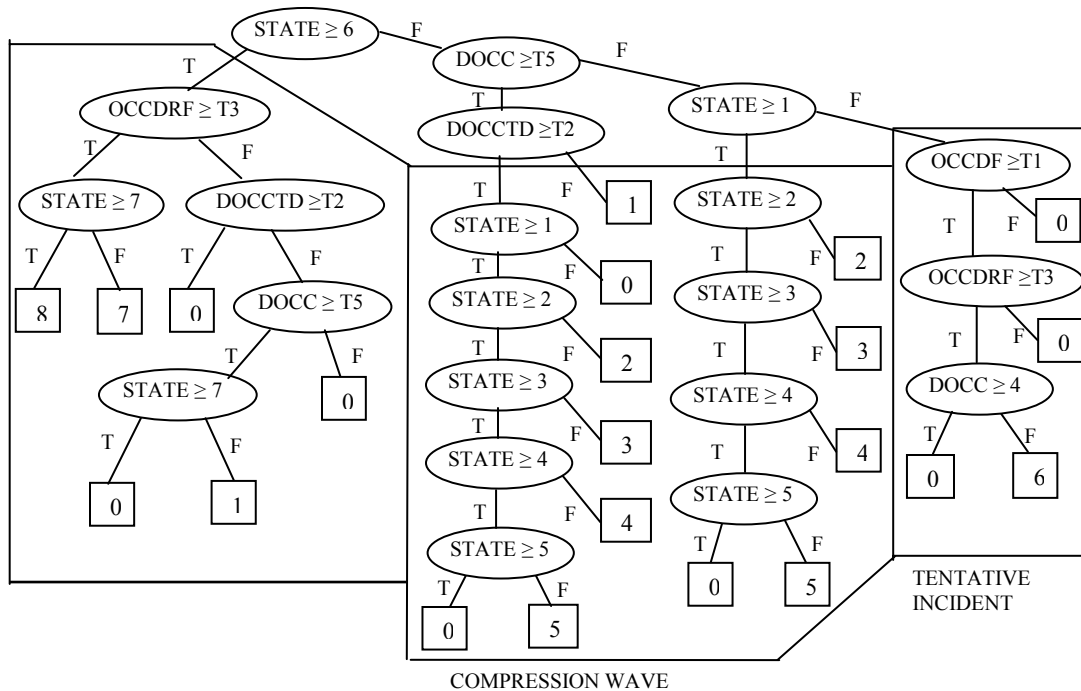 STATE ≥ 6
F
DOCC ≥T5
F
T
OCCDRF ≥ T3
T
STATE ≥ 1
F
DOCCTD ≥T2
T
F
T
F
T
OCCDF ≥T1
STATE ≥ 7
DOCCTD ≥T2
1
STATE ≥ 2
T
F
0
STATE ≥ 1
T
F
T
F
T
F
2
OCCDRF ≥T3
T
F
0
8
7
0
DOCC ≥ T5
STATE ≥ 2
STATE ≥ 3
T
F
0
T
F
T
F
2
T
F
3
DOCC ≥ 4
STATE ≥ 7
0
STATE ≥ 3
STATE ≥ 4
T
F
T
F
T
F
3
T
F
4
0
6
0
1
STATE ≥ 4
STATE ≥ 5
T
F
4
T
F
STATE ≥ 5
0
5
T
F
0
5
TENTATIVE
INCIDENT
COMPRESSION WAVE